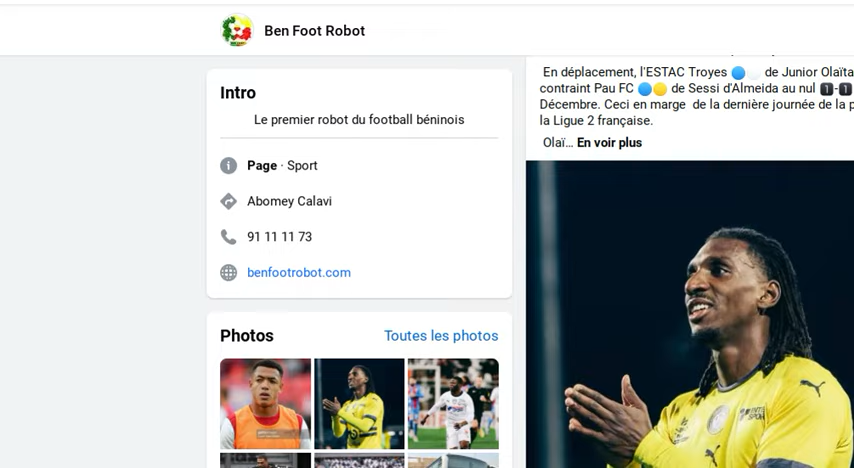 Ben Foot Robot
Intro
Le premier robot du football béninois
Page · Sport
Abomey Calavi
91 11 11 73
benfootrobot.com
Photos
Toutes les photos
En déplacement, l'ESTAC Troyes 🔵⚪ de Junior Olaïta
contraint Pau FC 🔵🟡 de Sessi d'Almeida au nul 1️⃣-1️⃣
Décembre. Ceci en marge de la dernière journée de la p
la Ligue 2 française.
Olaï... En voir plus